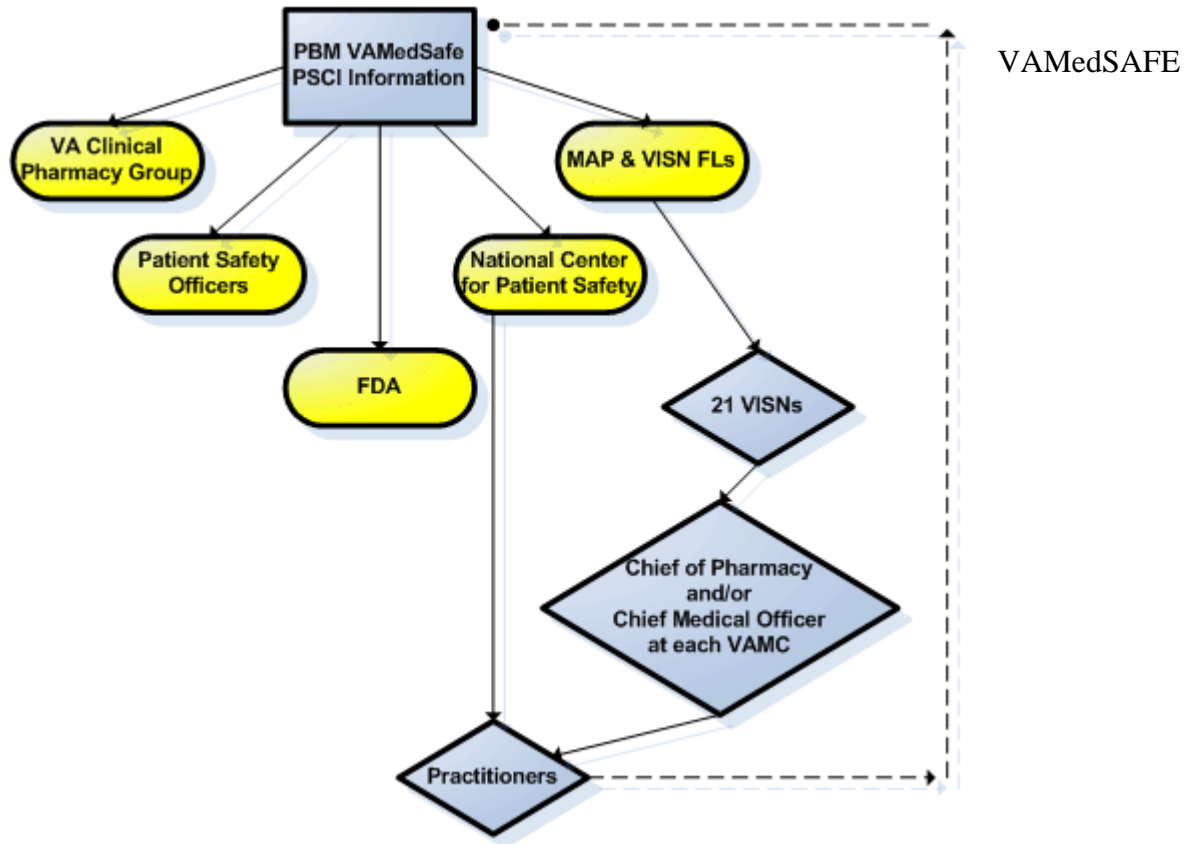 PBM VAMedSafe
PSCI Information
VAMedSAFE
VA Clinical
Pharmacy Group
MAP & VISN FLs
Patient Safety
Officers
National Center
for Patient Safety
FDA
21 VISNs
Chief of Pharmacy
and/or
Chief Medical Officer
at each VAMC
Practitioners